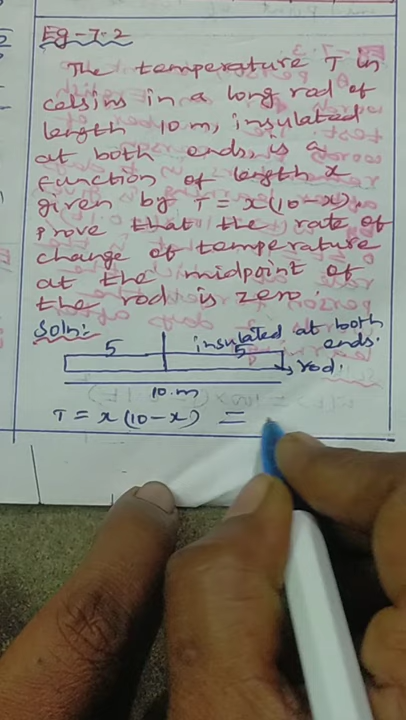 Eg-7.2
The temperature T in
celsius in a long rod of
length 10 m, insulated
at both ends, is a
function of length x
given by T = x(10-x).
prove that the rate of
change of temperature
at the midpoint of
the rod is zero.
Soln:
insulated at both
ends.
5 5
rod.
10 m
T = x(10-x) =